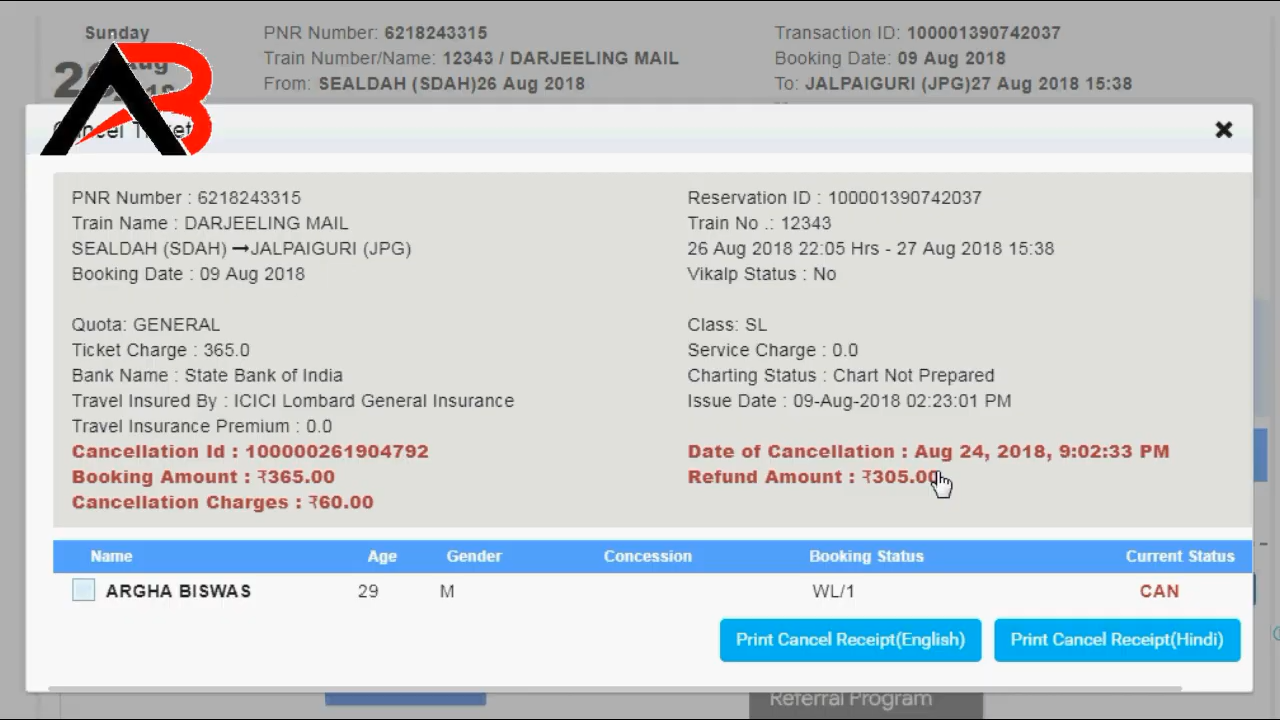 Sunday
PNR Number: 6218243315
Transaction ID: 100001390742037
Train Number/Name: 12343 / DARJEELING MAIL
Booking Date: 09 Aug 2018
From: SEALDAH (SDAH)26 Aug 2018
To: JALPAIGURI (JPG)27 Aug 2018 15:38
AB
Cancel Ticket
PNR Number : 6218243315
Reservation ID : 100001390742037
Train Name : DARJEELING MAIL
Train No .: 12343
SEALDAH (SDAH) →JALPAIGURI (JPG)
26 Aug 2018 22:05 Hrs - 27 Aug 2018 15:38
Booking Date : 09 Aug 2018
Vikalp Status : No
Quota: GENERAL
Class: SL
Ticket Charge : 365.0
Service Charge : 0.0
Bank Name : State Bank of India
Charting Status : Chart Not Prepared
Travel Insured By : ICICI Lombard General Insurance
Issue Date : 09-Aug-2018 02:23:01 PM
Travel Insurance Premium : 0.0
Cancellation Id : 100000261904792
Date of Cancellation : Aug 24, 2018, 9:02:33 PM
Booking Amount : ₹365.00
Refund Amount : ₹305.00
Cancellation Charges : ₹60.00
Name Age Gender Concession Booking Status Current Status
ARGHA BISWAS 29 M WL/1 CAN
Print Cancel Receipt(English)
Print Cancel Receipt(Hindi)
Referral Program